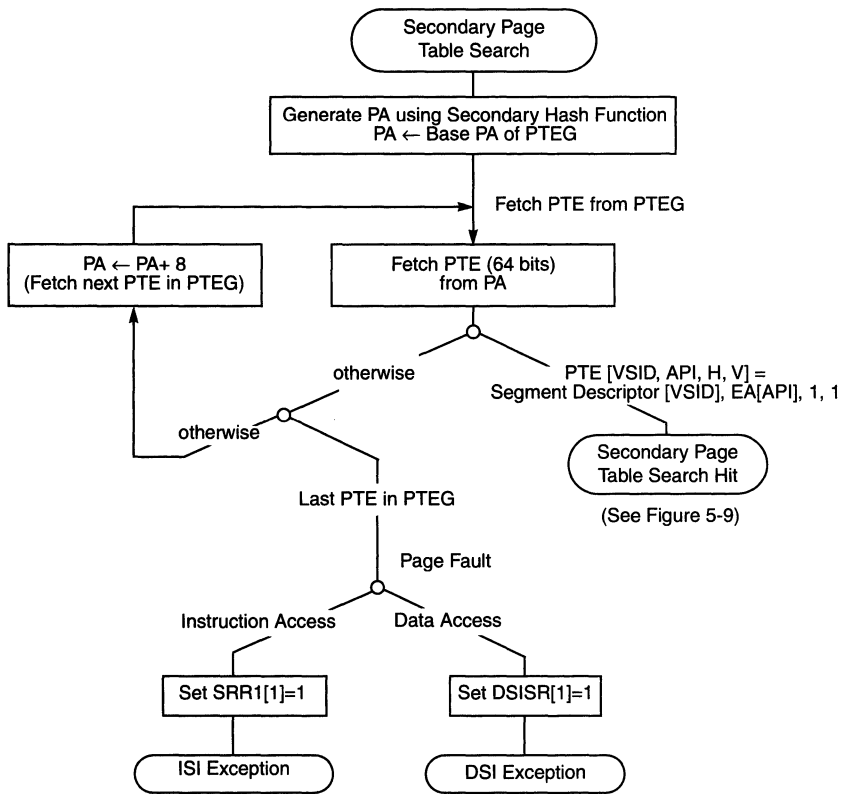 Secondary Page
Table Search
Generate PA using Secondary Hash Function
PA ← Base PA of PTEG
Fetch PTE from PTEG
PA ← PA+ 8
(Fetch next PTE in PTEG)
Fetch PTE (64 bits)
from PA
otherwise
PTE [VSID, API, H, V] =
Segment Descriptor [VSID], EA[API], 1, 1
otherwise
Secondary Page
Table Search Hit
(See Figure 5-9)
Last PTE in PTEG
Page Fault
Instruction Access
Data Access
Set SRR1[1]=1
Set DSISR[1]=1
ISI Exception
DSI Exception